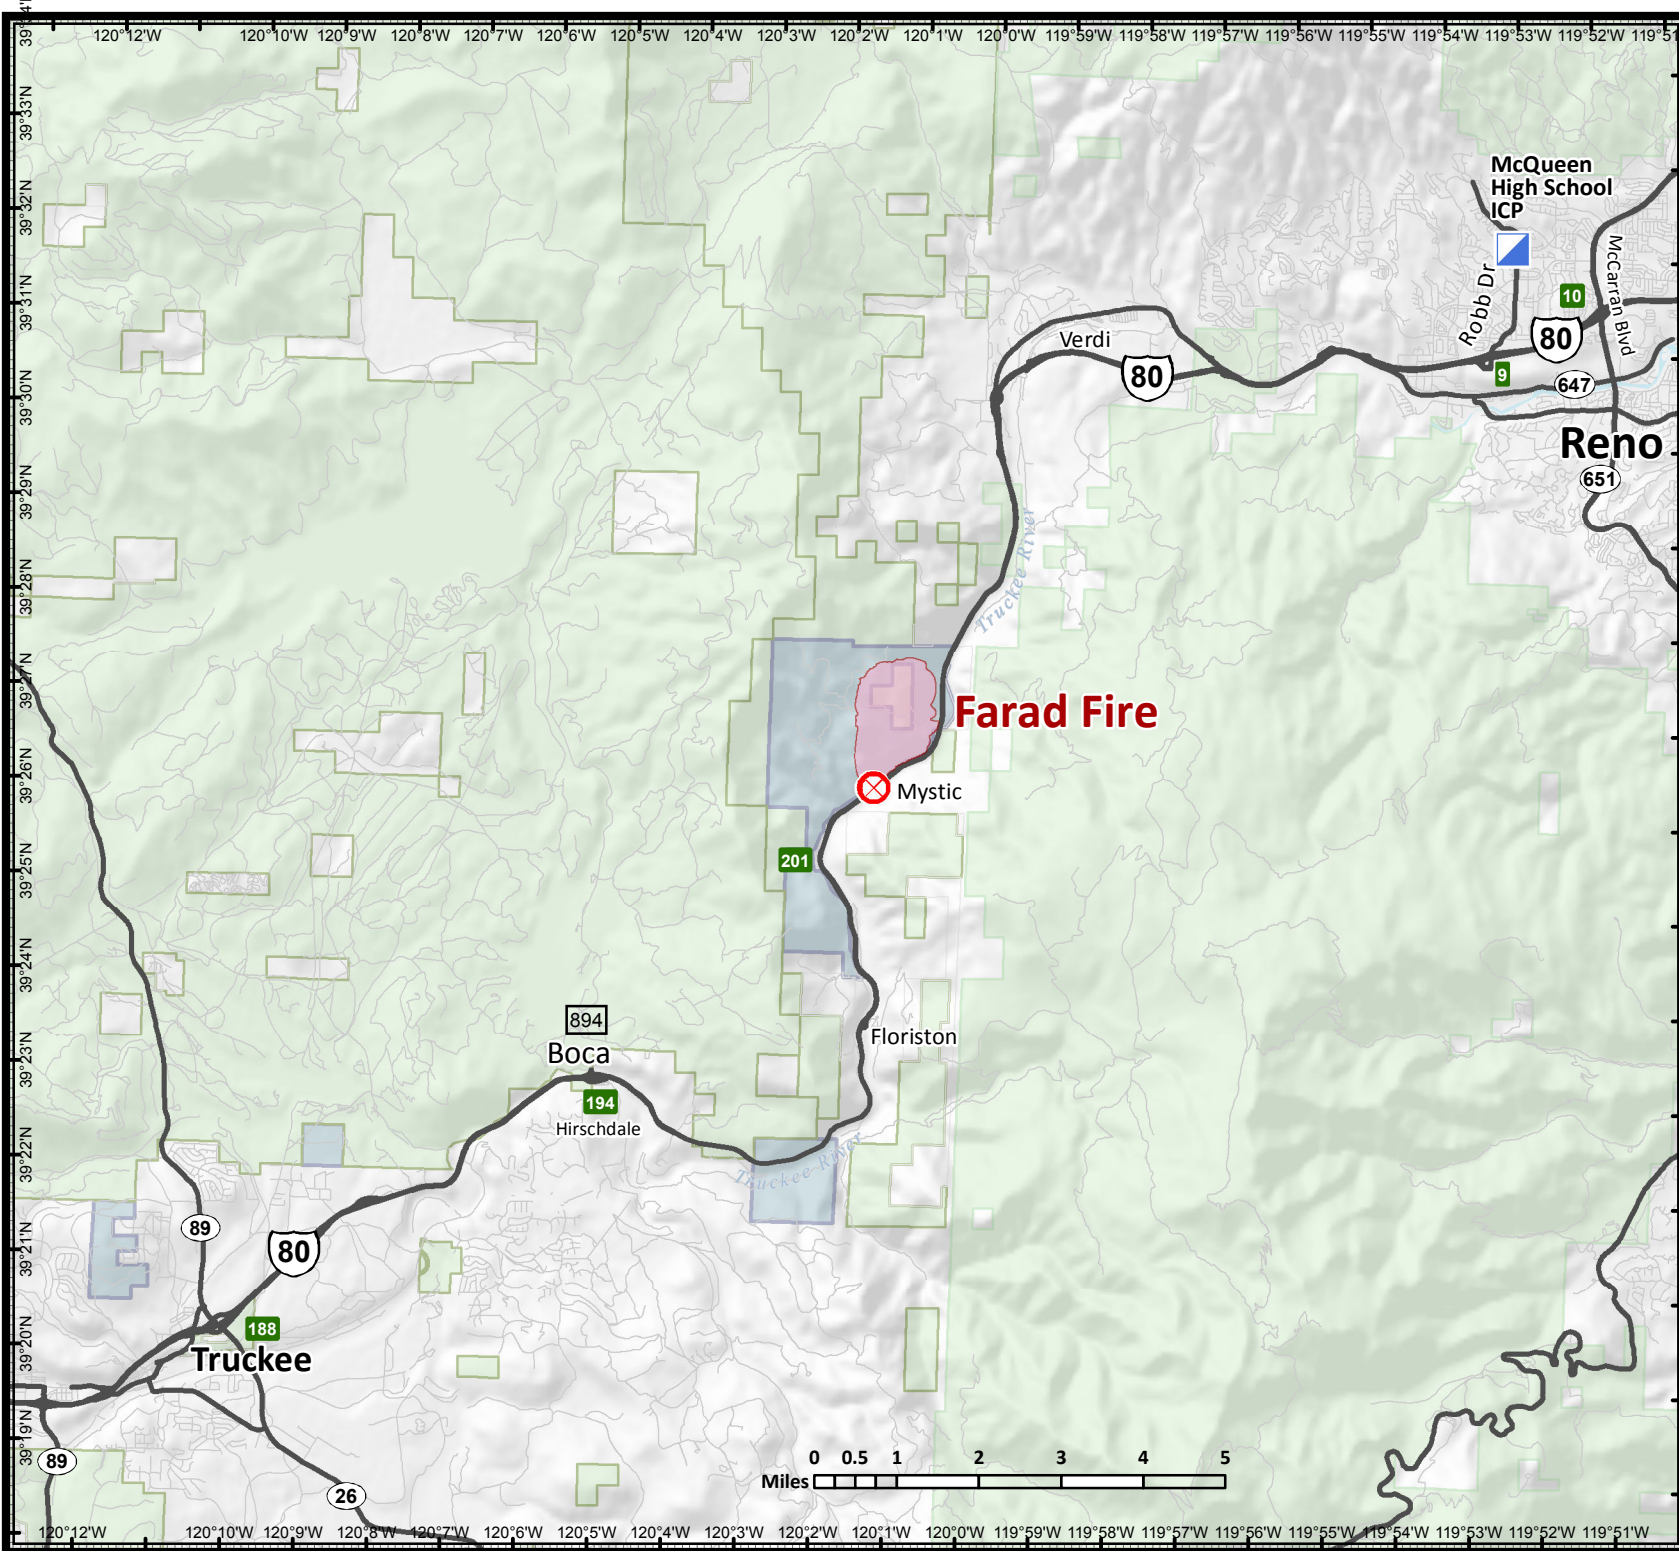 120°12'W 120°10'W 120°9'W 120°8'W 120°7'W 120°6'W 120°5'W 120°4'W 120°3'W 120°2'W 120°1'W 120°0'W 119°59'W 119°58'W 119°57'W 119°56'W 119°55'W 119°54'W 119°53'W 119°52'W
39°33'N
39°32'N
39°31'N
39°30'N
39°29'N
39°28'N
39°27'N
39°26'N
39°25'N
39°24'N
39°23'N
39°22'N
39°21'N
39°20'N
39°19'N
McQueen
High School
ICP
Robb Dr
McCarran Blvd
10
80
9
647
Reno
651
Verdi
80
Truckee River
Farad Fire
Mystic
201
Floriston
894
Boca
194
Hirschdale
Truckee River
89
80
188
Truckee
89
26
0 0.5 1 2 3 4 5
Miles
120°12'W 120°10'W 120°9'W 120°8'W 120°7'W 120°6'W 120°5'W 120°4'W 120°3'W 120°2'W 120°1'W 120°0'W 119°59'W 119°58'W 119°57'W 119°56'W 119°55'W 119°54'W 119°53'W 119°52'W 119°51'W